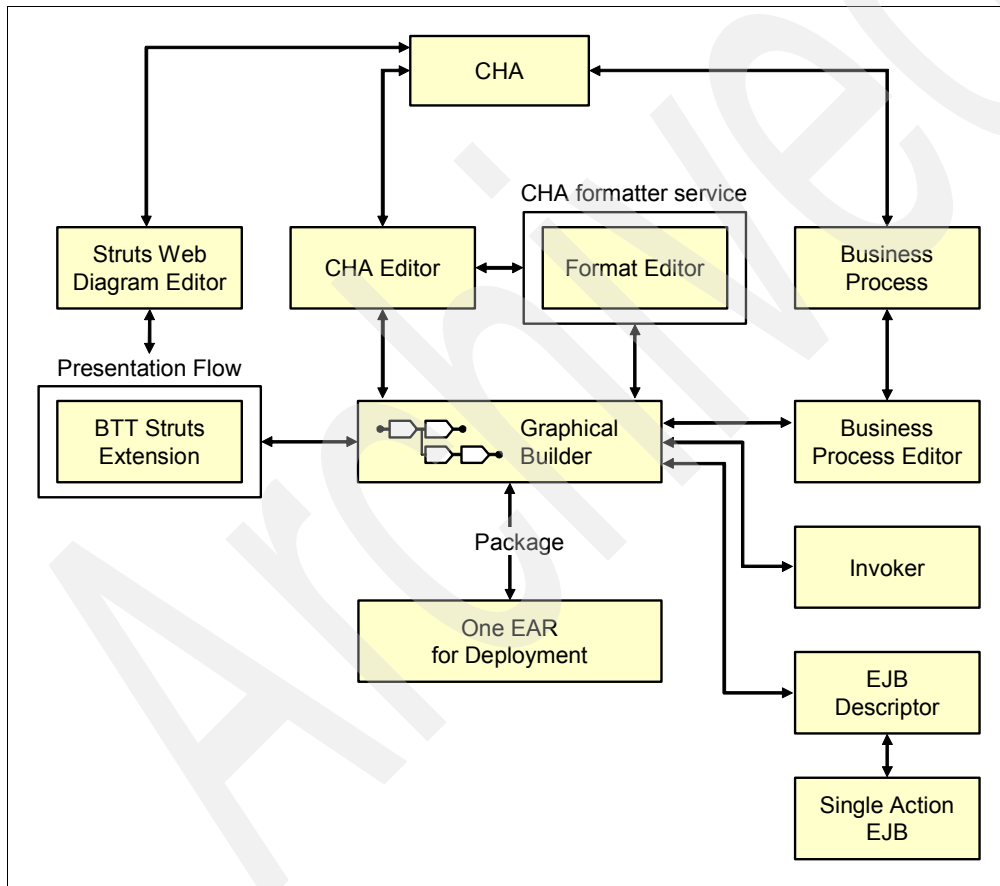 CHA
CHA formatter service
Struts Web
Diagram Editor
CHA Editor
Format Editor
Business
Process
Presentation Flow
BTT Struts
Extension
Graphical
Builder
Business
Process Editor
Package
Invoker
One EAR
for Deployment
EJB
Descriptor
Single Action
EJB
Archived